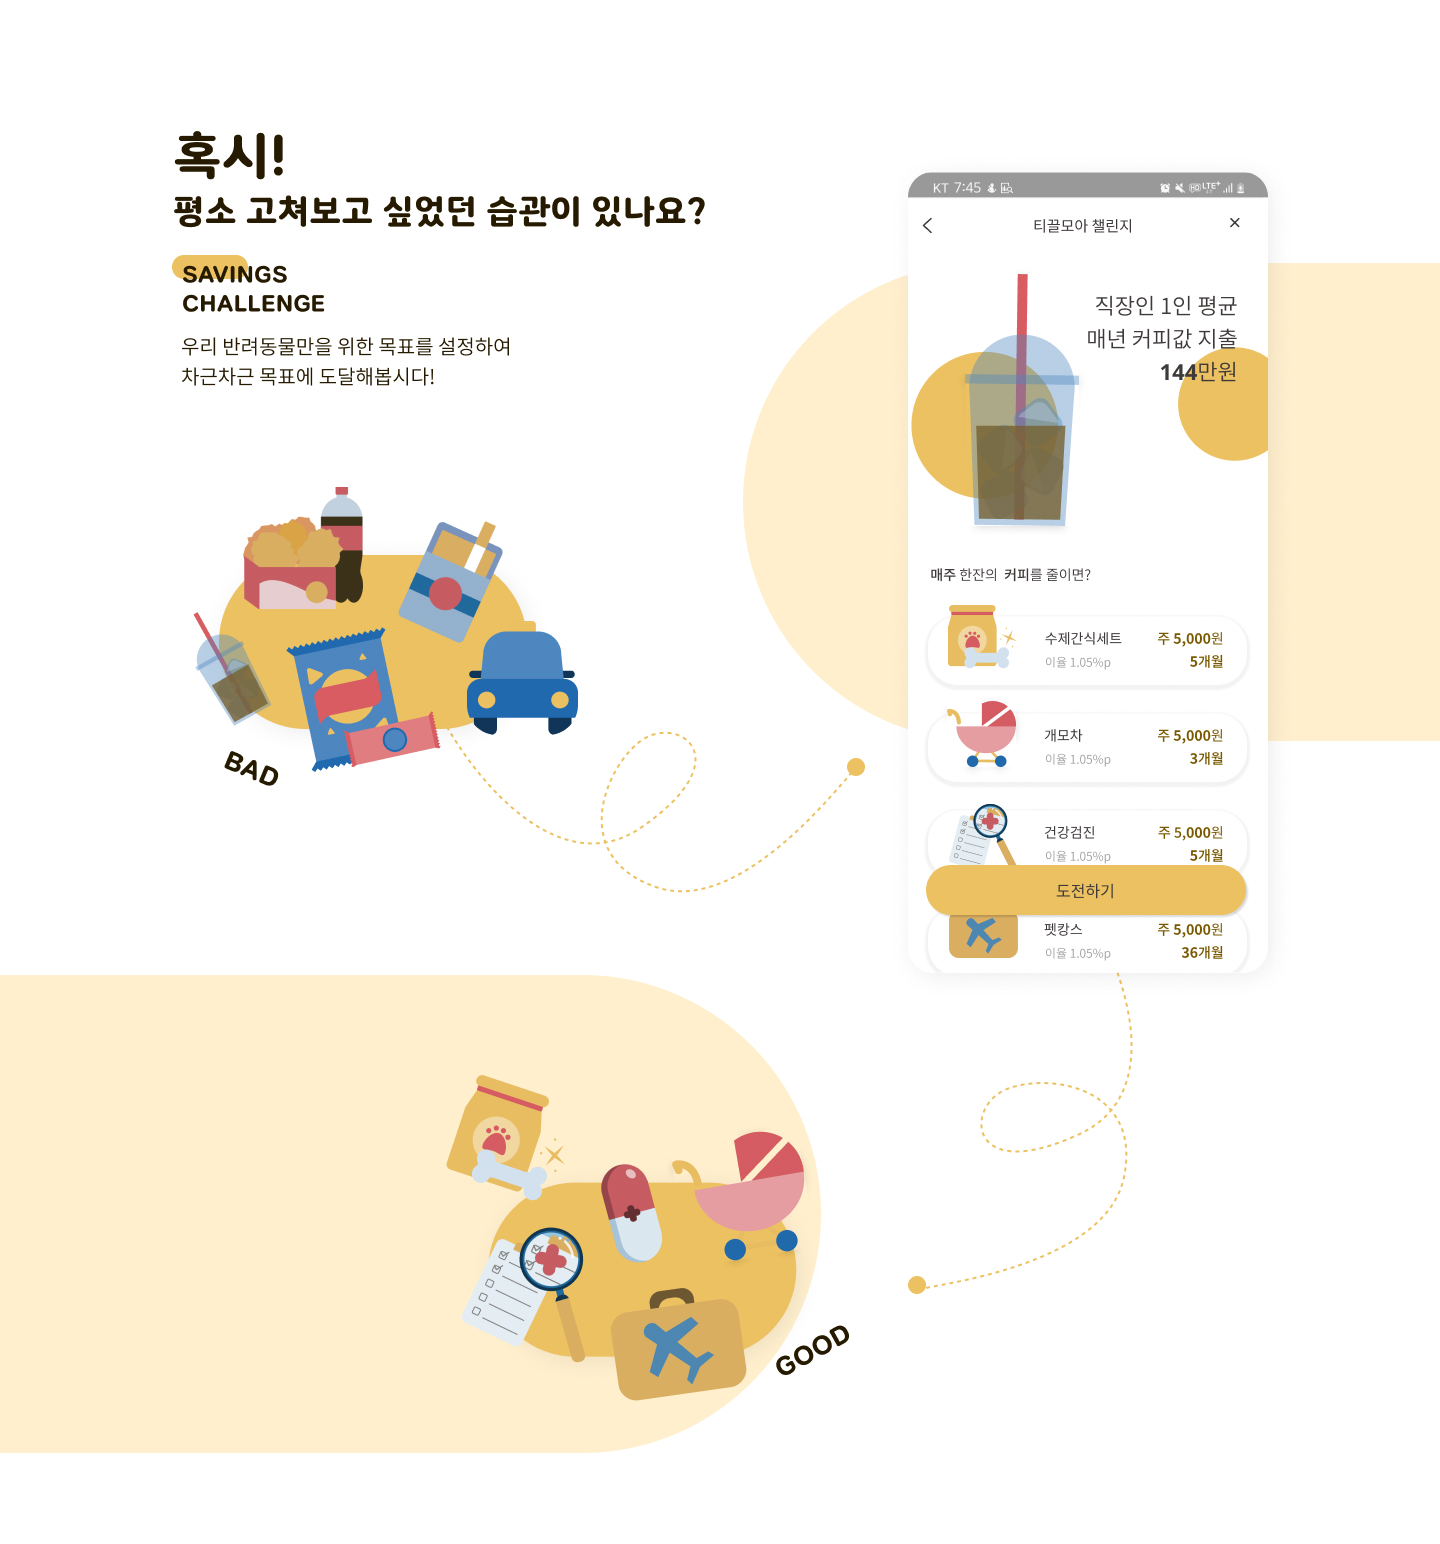 혹시!
평소 고쳐보고 싶었던 습관이 있나요?
SAVINGS
CHALLENGE
우리 반려동물만을 위한 목표를 설정하여
차근차근 목표에 도달해봅시다!
BAD
KT 7:45
HD LTE+
티끌모아 챌린지
직장인 1인 평균
매년 커피값 지출
144만원
매주 한잔의 커피를 줄이면?
수제간식세트 주 5,000원
이율 1.05%p 5개월
개모차 주 5,000원
이율 1.05%p 3개월
건강검진 주 5,000원
이율 1.05%p 5개월
도전하기
펫캉스 주 5,000원
이율 1.05%p 36개월
GOOD